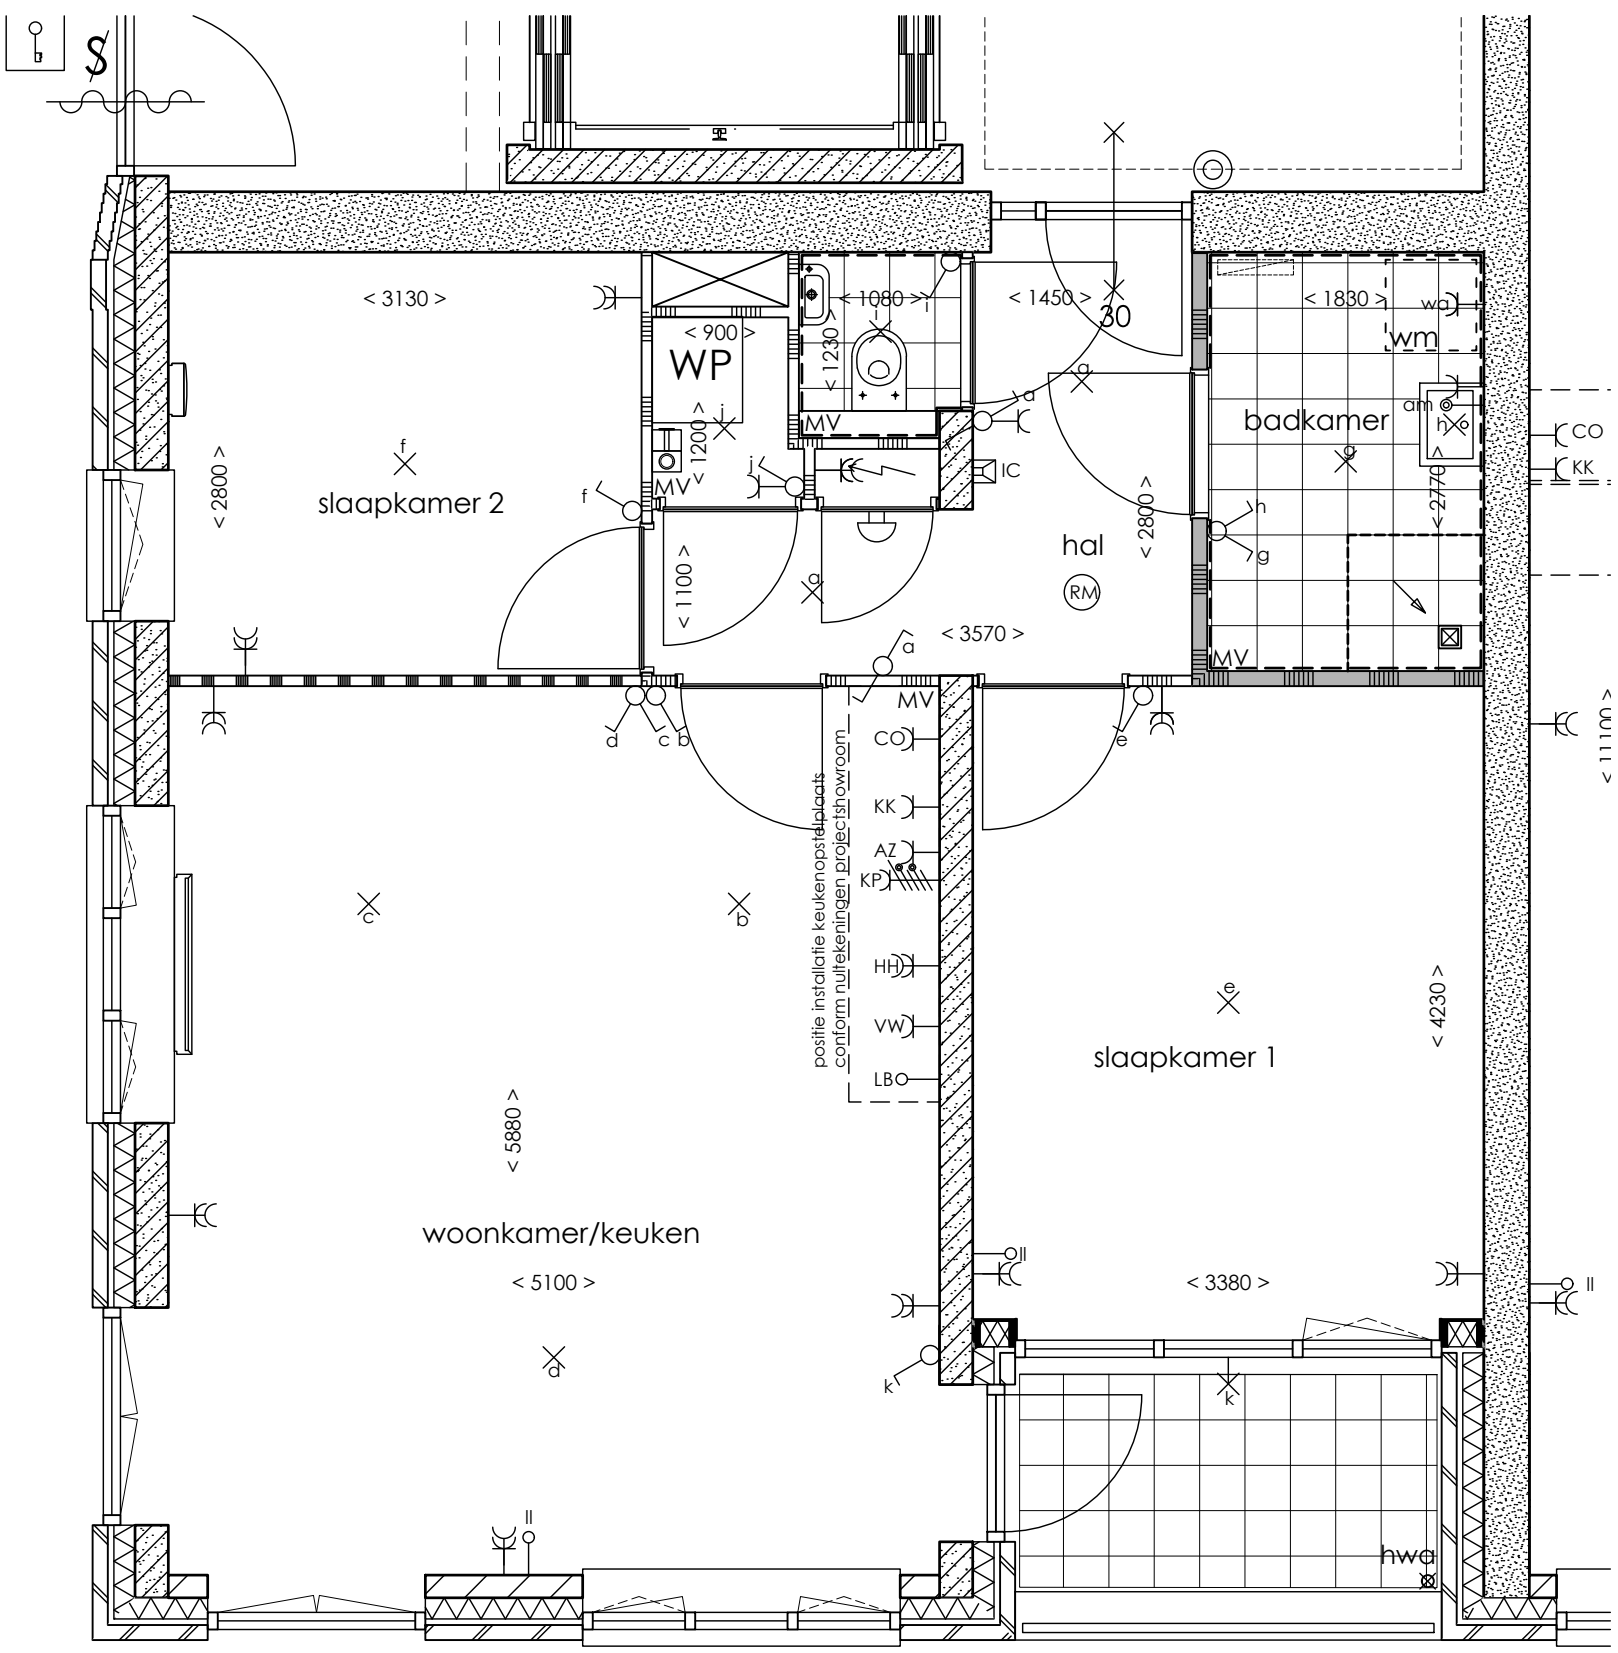 S
< 3130 >
< 1080 >
i
i
< 1450 >
30
< 1830 >
wa
wm
< 900 >
WP
< 1230 >
j
< 1200 >
MV
a
a
am
h
badkamer
g
CO
KK
f
slaapkamer 2
f
< 2800 >
j
MV
IC
< 2800 >
< 2770 >
h
g
hal
RM
< 1100 >
a
< 3570 >
a
MV
MV
d
c
b
e
CO
KK
AZ
KP
HH
VW
LB
positie installatie keukenopstelplaats
conform nultekeningen projectshowroom
< 11100 >
c
b
e
< 4230 >
slaapkamer 1
< 5880 >
woonkamer/keuken
< 5100 >
II
< 3380 >
II
d
k
k
II
hwa